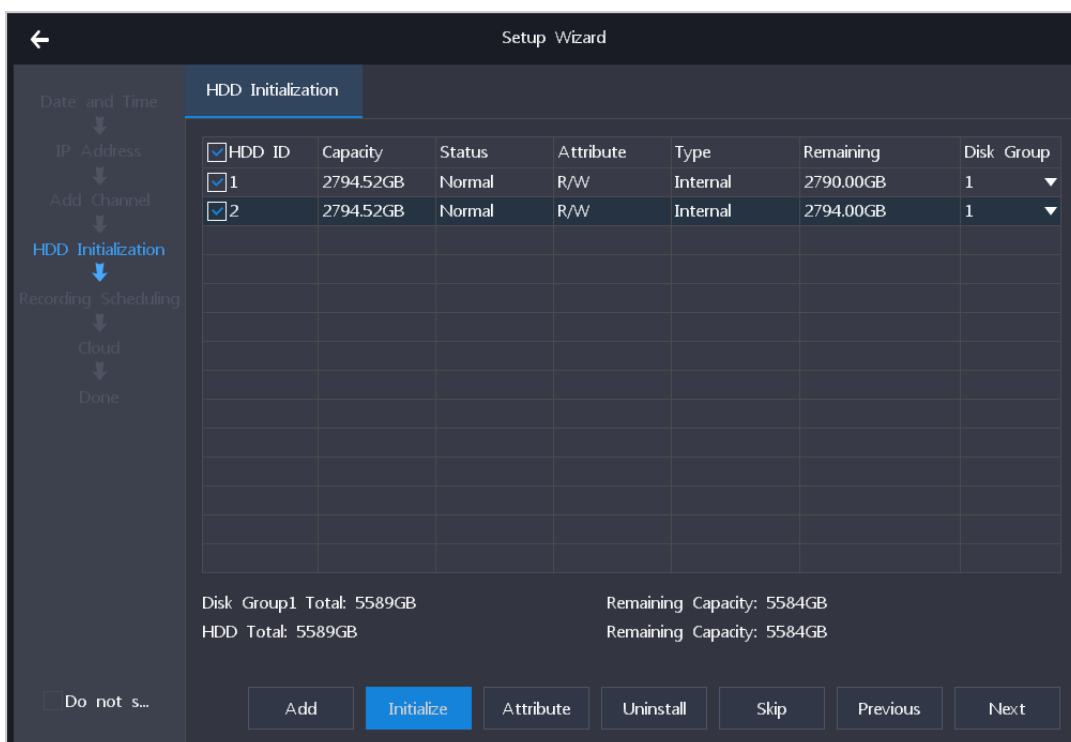 Setup Wizard
Date and Time
IP Address
Add Channel
HDD Initialization
Recording Scheduling
Cloud
Done
Do not s...
HDD Initialization
HDD ID Capacity Status Attribute Type Remaining Disk Group
1 2794.52GB Normal R/W Internal 2790.00GB 1
2 2794.52GB Normal R/W Internal 2794.00GB 1
Disk Group1 Total: 5589GB Remaining Capacity: 5584GB
HDD Total: 5589GB Remaining Capacity: 5584GB
Add Initialize Attribute Uninstall Skip Previous Next